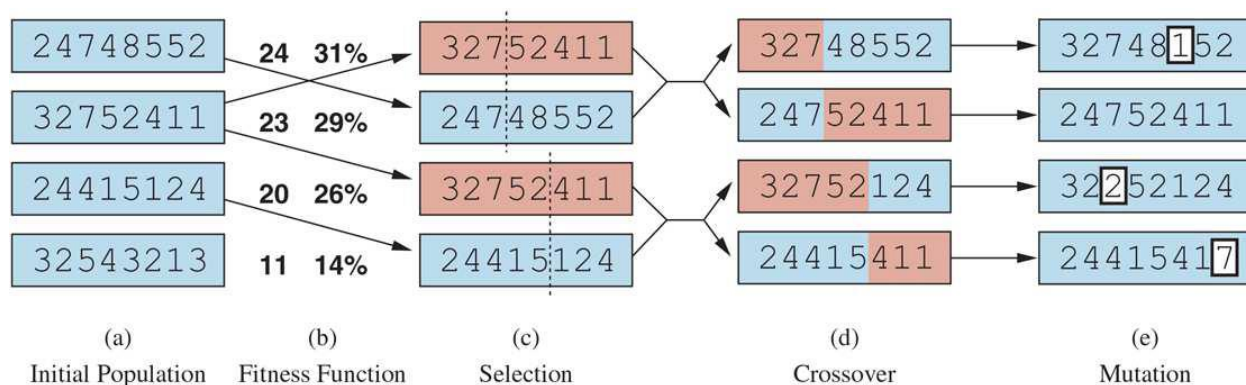 24748552 24 31% 32752411 32748552 32748152
32752411 23 29% 24748552 24752411 24752411
24415124 20 26% 32752411 32752124 32252124
32543213 11 14% 24415124 24415411 24415417
(a) (b) (c) (d) (e)
Initial Population Fitness Function Selection Crossover Mutation